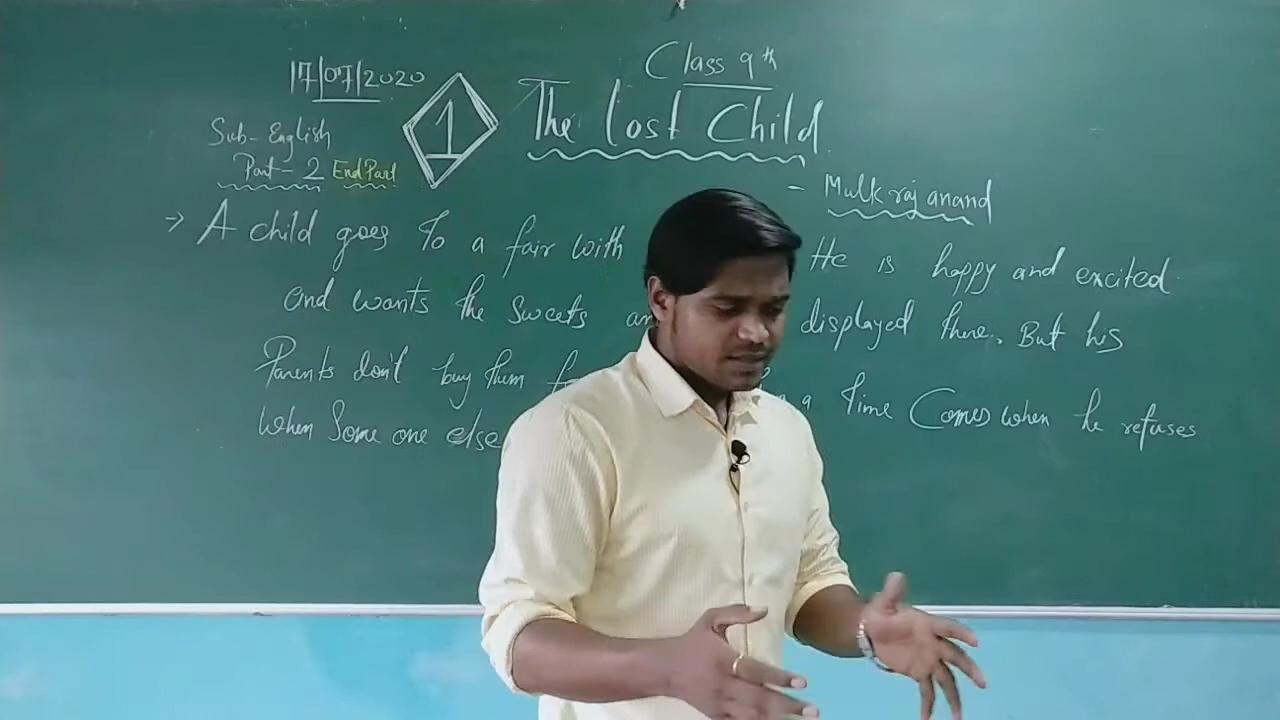 Class 9th
17/07/2020
1
The Lost Child
Sub- English
Part-2 End Part
- Mulk raj anand
→ A child goes to a fair with He is happy and excited.
and wants the sweets displayed there. But his
Parents don't buy them a time comes when he refuses
when some one else